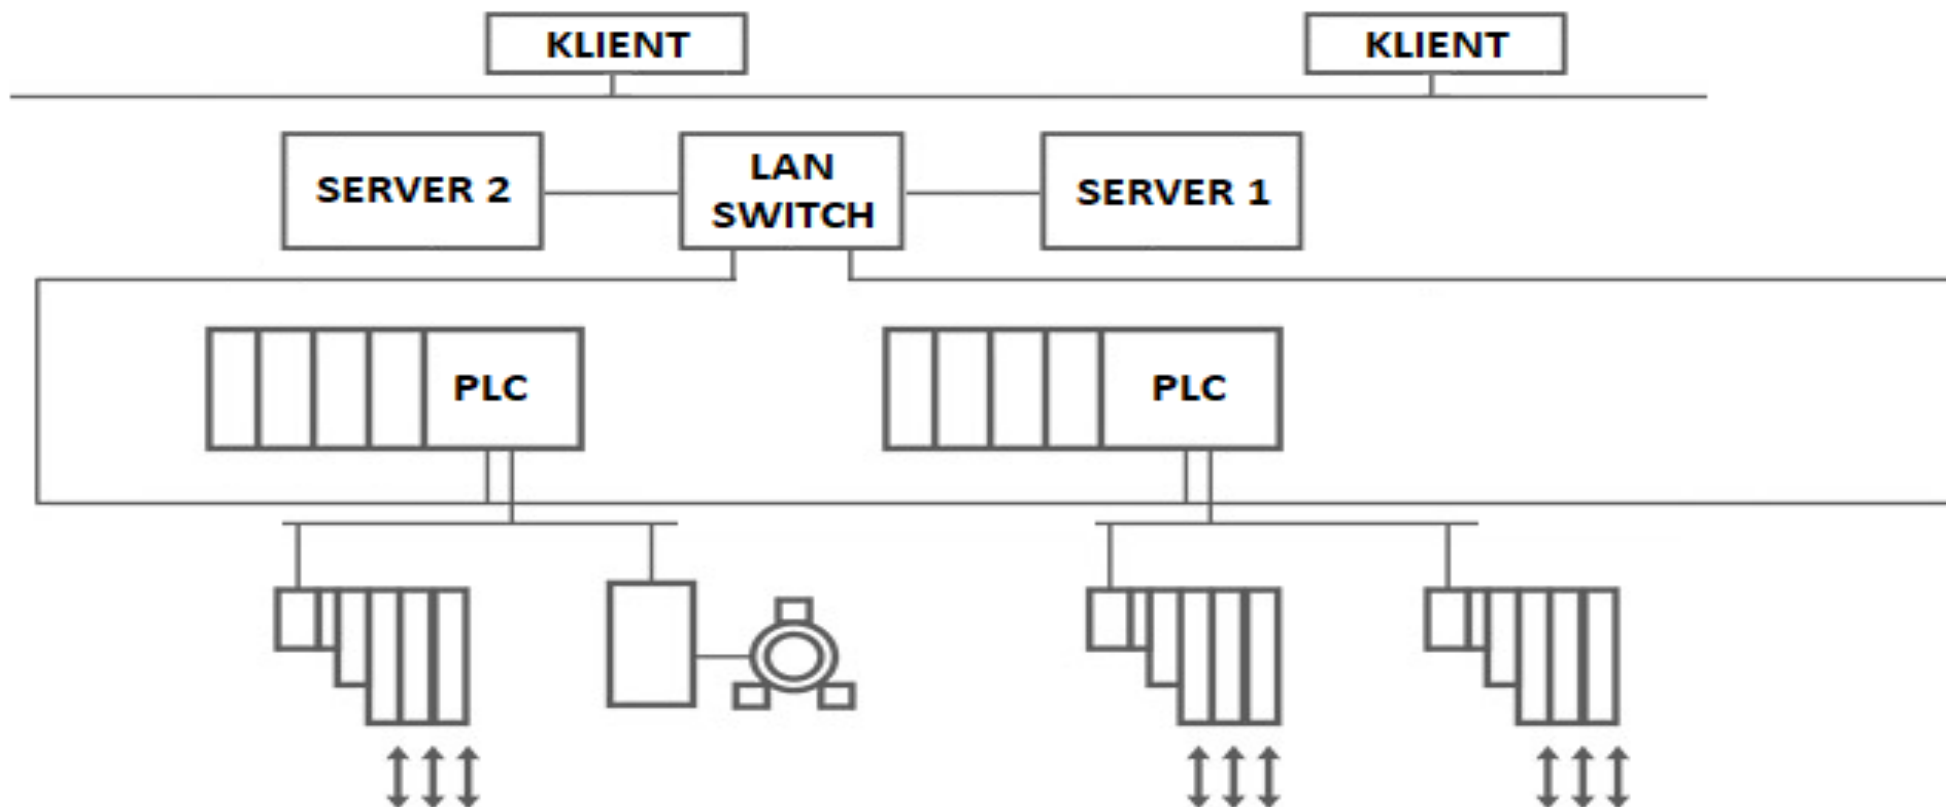 KLIENT
KLIENT
SERVER 2
LAN
SWITCH
SERVER 1
PLC
PLC